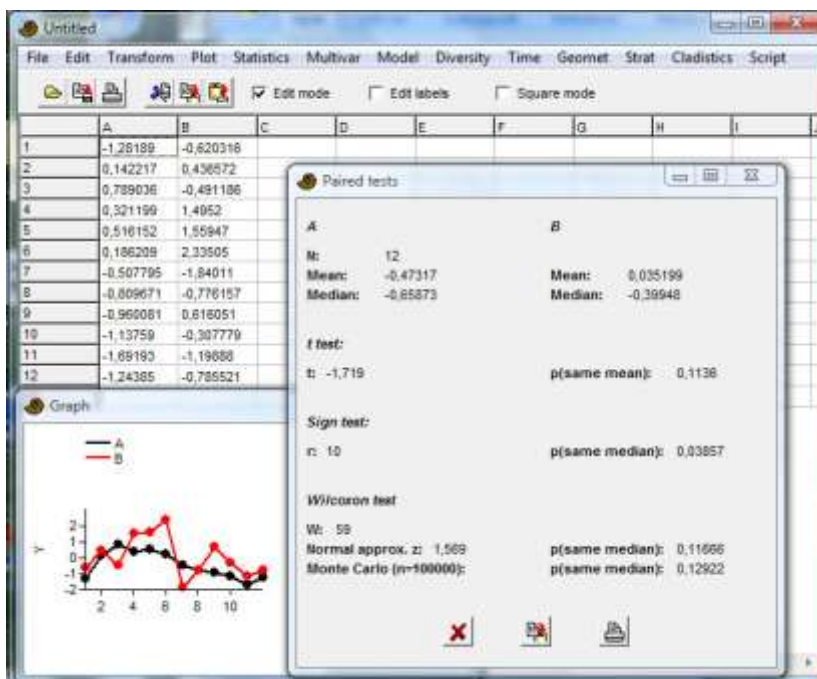 Untitled
File Edit Transform Plot Statistics Multivar Model Diversity Time Geomet Strat Cladistics Script
Edit mode Edit labels Square mode
A B C D E F G H I
1 -1,28189 -0,620316
2 0,142217 0,436572
3 0,789036 -0,491186
4 0,321199 1,4952
5 0,516152 1,55947
6 0,186209 2,33505
7 -0,507795 -1,84011
8 -0,809671 -0,776157
9 -0,960081 0,616051
10 -1,13759 -0,307779
11 -1,69193 -1,19888
12 -1,24385 -0,785521
Paired tests
A B
N: 12
Mean: -0,47317 Mean: 0,035199
Median: -0,65873 Median: -0,39948
t test:
t: -1,719 p(same mean): 0,1136
Sign test:
r: 10 p(same median): 0,03857
Wilcoxon test
W: 59
Normal approx. z: 1,569 p(same median): 0,11666
Monte Carlo (n=100000): p(same median): 0,12922
Graph
A
B
Y
2
1
0
-1
-2
2 4 6 8 10